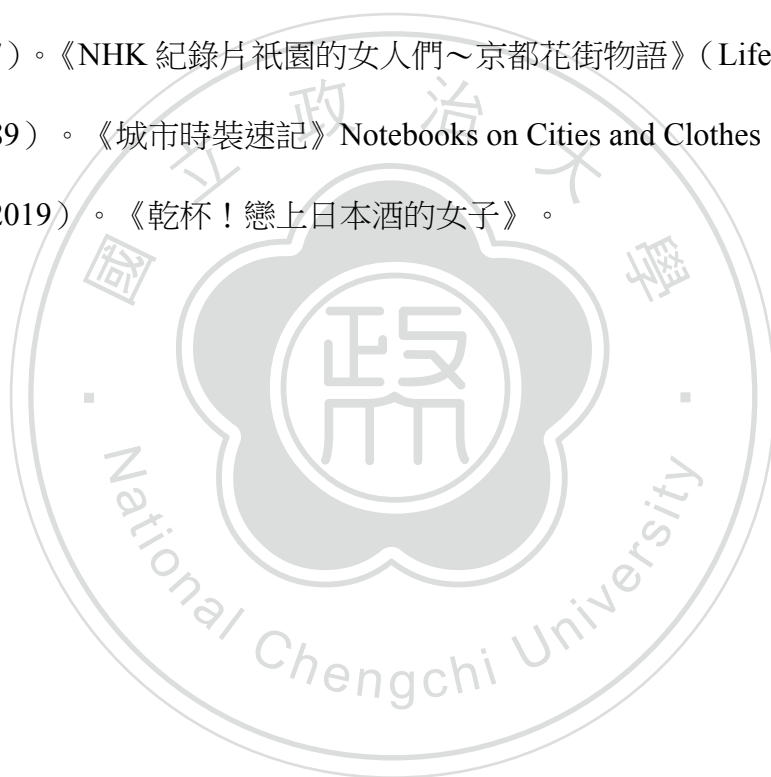 )。《NHK 紀錄片祇園的女人們～京都花街物語》（Life
89）。《城市時裝速記》Notebooks on Cities and Clothes
2019）。《乾杯！戀上日本酒的女子》。
國立政治大學
政
National Chengchi University